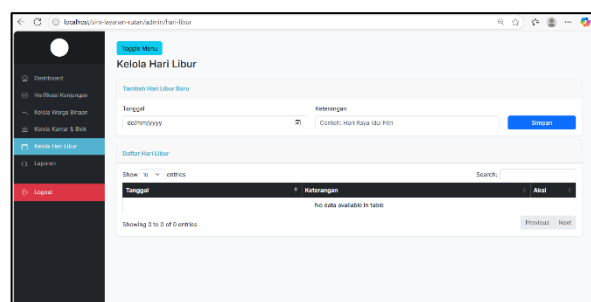 localhost/sim-layanan-rutan/admin/hari-libur
Toggle Menu
Kelola Hari Libur
Dashboard
Verifikasi Kunjungan
Kelola Warga Binaan
Kelola Kamar & Blok
Kelola Hari Libur
Laporan
Logout
Tambah Hari Libur Baru
Tanggal Keterangan
dd/mm/yyyy Contoh: Hari Raya Idul Fitri Simpan
Daftar Hari Libur
Show 10 entries Search:
Tanggal Keterangan Aksi
No data available in table
Showing 0 to 0 of 0 entries Previous Next